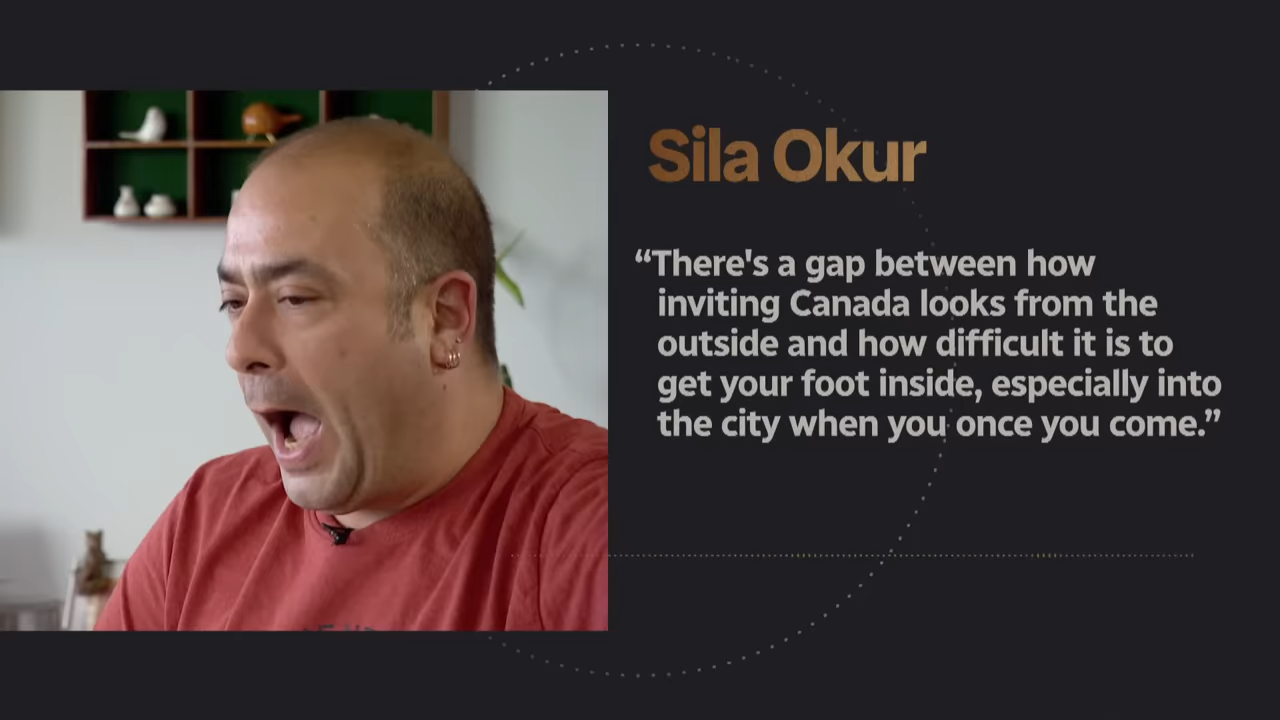 Sila Okur
“There's a gap between how
inviting Canada looks from the
outside and how difficult it is to
get your foot inside, especially into
the city when you once you come.”